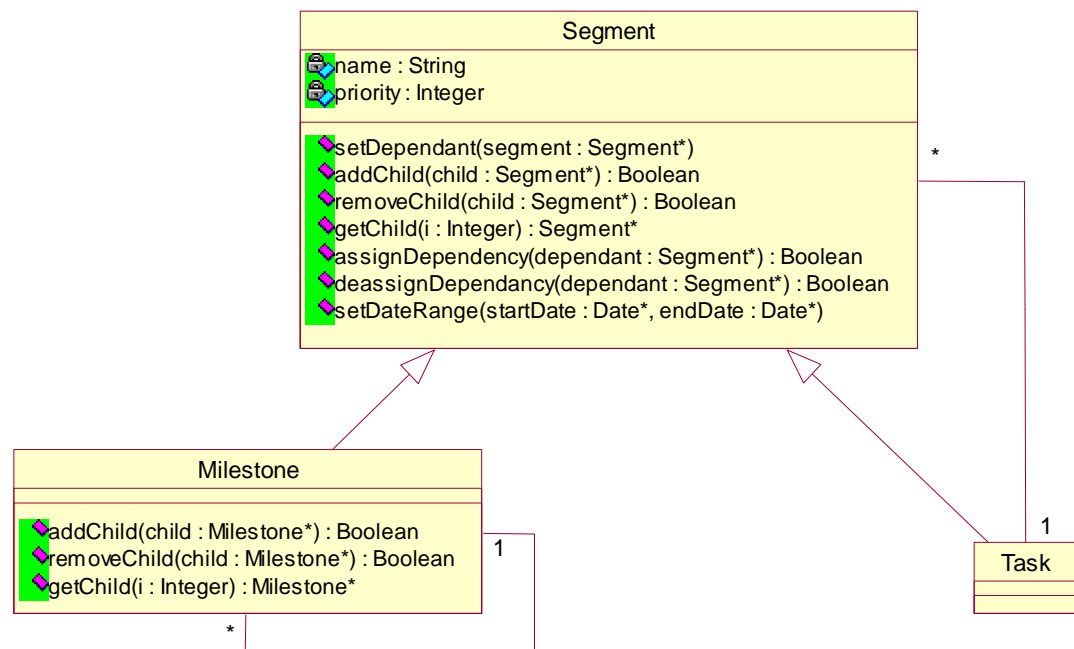 Segment
name : String
priority : Integer
setDependant(segment : Segment*)
addChild(child : Segment*) : Boolean
removeChild(child : Segment*) : Boolean
getChild(i : Integer) : Segment*
assignDependency(dependant : Segment*) : Boolean
deassignDependancy(dependant : Segment*) : Boolean
setDateRange(startDate : Date*, endDate : Date*)
*
Milestone
addChild(child : Milestone*) : Boolean
removeChild(child : Milestone*) : Boolean
getChild(i : Integer) : Milestone*
1
*
1
Task